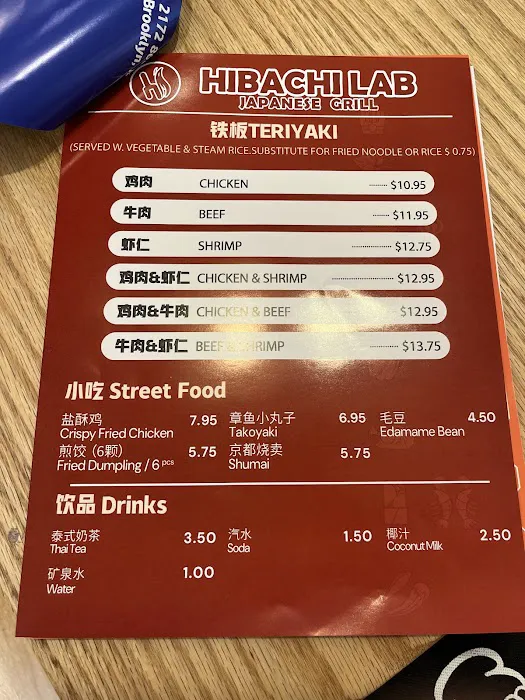 2172
Brooklyn,
HIBACHI LAB
JAPANESE GRILL
铁板TERIYAKI
(SERVED W. VEGETABLE & STEAM RICE.SUBSTITUTE FOR FRIED NOODLE OR RICE $ 0.75)
鸡肉 CHICKEN $10.95
牛肉 BEEF $11.95
虾仁 SHRIMP $12.75
鸡肉&虾仁 CHICKEN & SHRIMP $12.95
鸡肉&牛肉 CHICKEN & BEEF $12.95
牛肉&虾仁 BEEF & SHRIMP $13.75
小吃 Street Food
盐酥鸡 7.95 章鱼小丸子 6.95 毛豆 4.50
Crispy Fried Chicken Takoyaki Edamame Bean
煎饺 (6颗) 5.75 京都烧卖 5.75
Fried Dumpling / 6 pcs Shumai
饮品 Drinks
泰式奶茶 3.50 汽水 1.50 椰汁 2.50
Thai Tea Soda Coconut Milk
矿泉水 1.00
Water